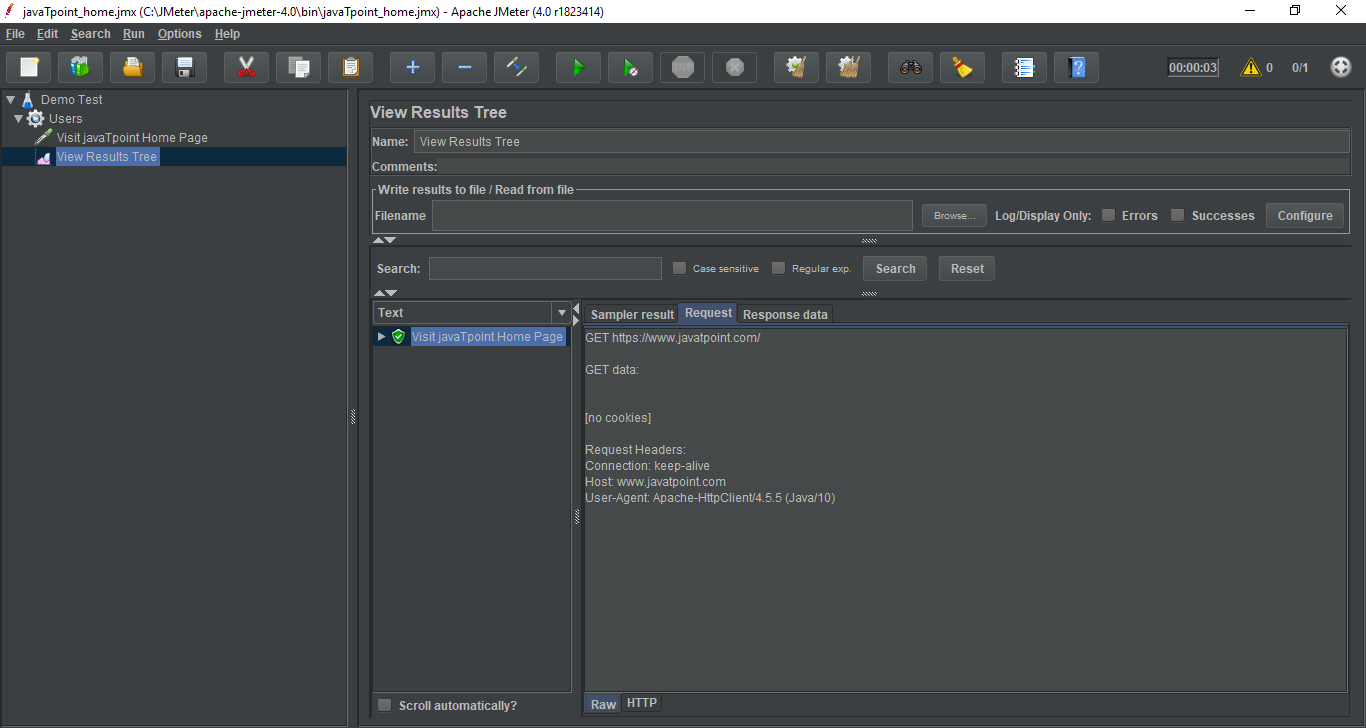 javaTpoint_home.jmx (C:\JMeter\apache-jmeter-4.0\bin\javaTpoint_home.jmx) - Apache JMeter (4.0 r1823414)
File Edit Search Run Options Help
STOP 00:00:03 0 0/1
Demo Test
Users
Visit javaTpoint Home Page
View Results Tree
View Results Tree
Name: View Results Tree
Comments:
Write results to file / Read from file
Filename Browse... Log/Display Only: Errors Successes Configure
Search: Case sensitive Regular exp. Search Reset
Text
Visit javaTpoint Home Page
Scroll automatically?
Sampler result Request Response data
GET https://www.javatpoint.com/
GET data:
[no cookies]
Request Headers:
Connection: keep-alive
Host: www.javatpoint.com
User-Agent: Apache-HttpClient/4.5.5 (Java/10)
Raw HTTP